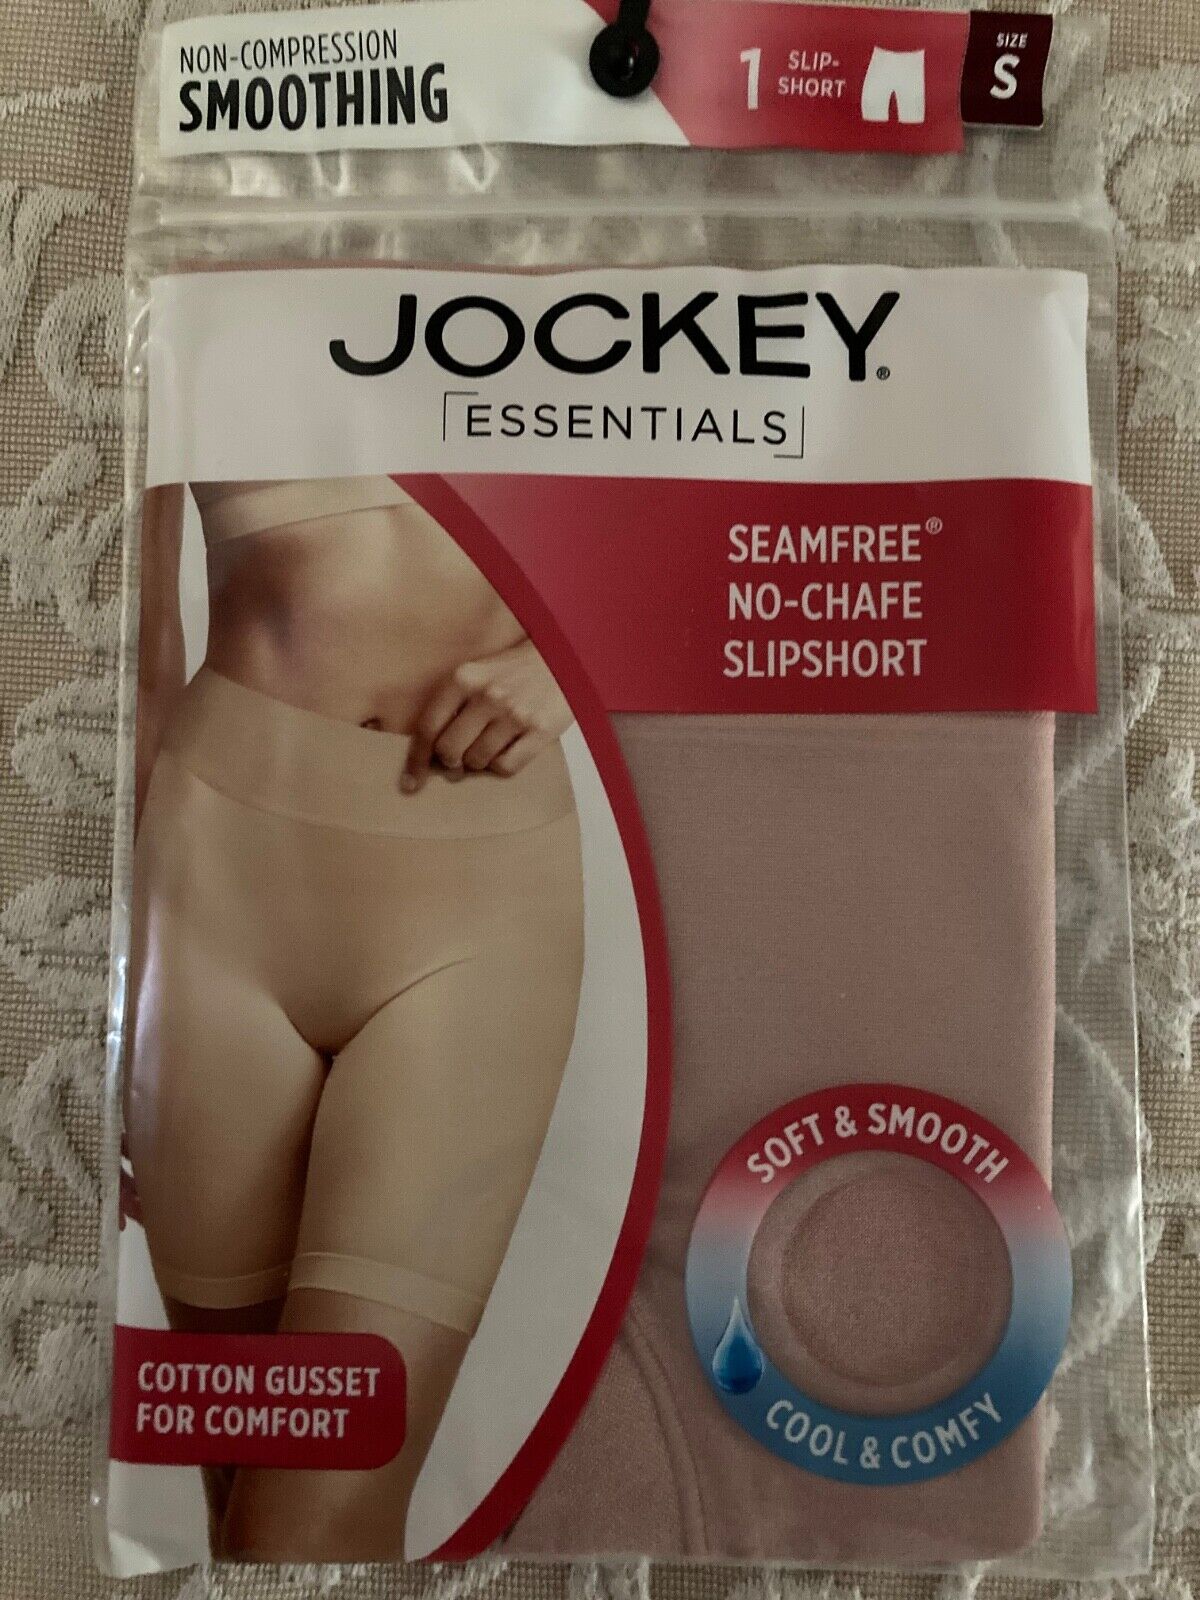 NON-COMPRESSION
SMOOTHING
1 SLIP-
SHORT
SIZE
S
JOCKEY®
ESSENTIALS
SEAMFREE®
NO-CHAFE
SLIPSHORT
SOFT & SMOOTH
COOL & COMFY
COTTON GUSSET
FOR COMFORT